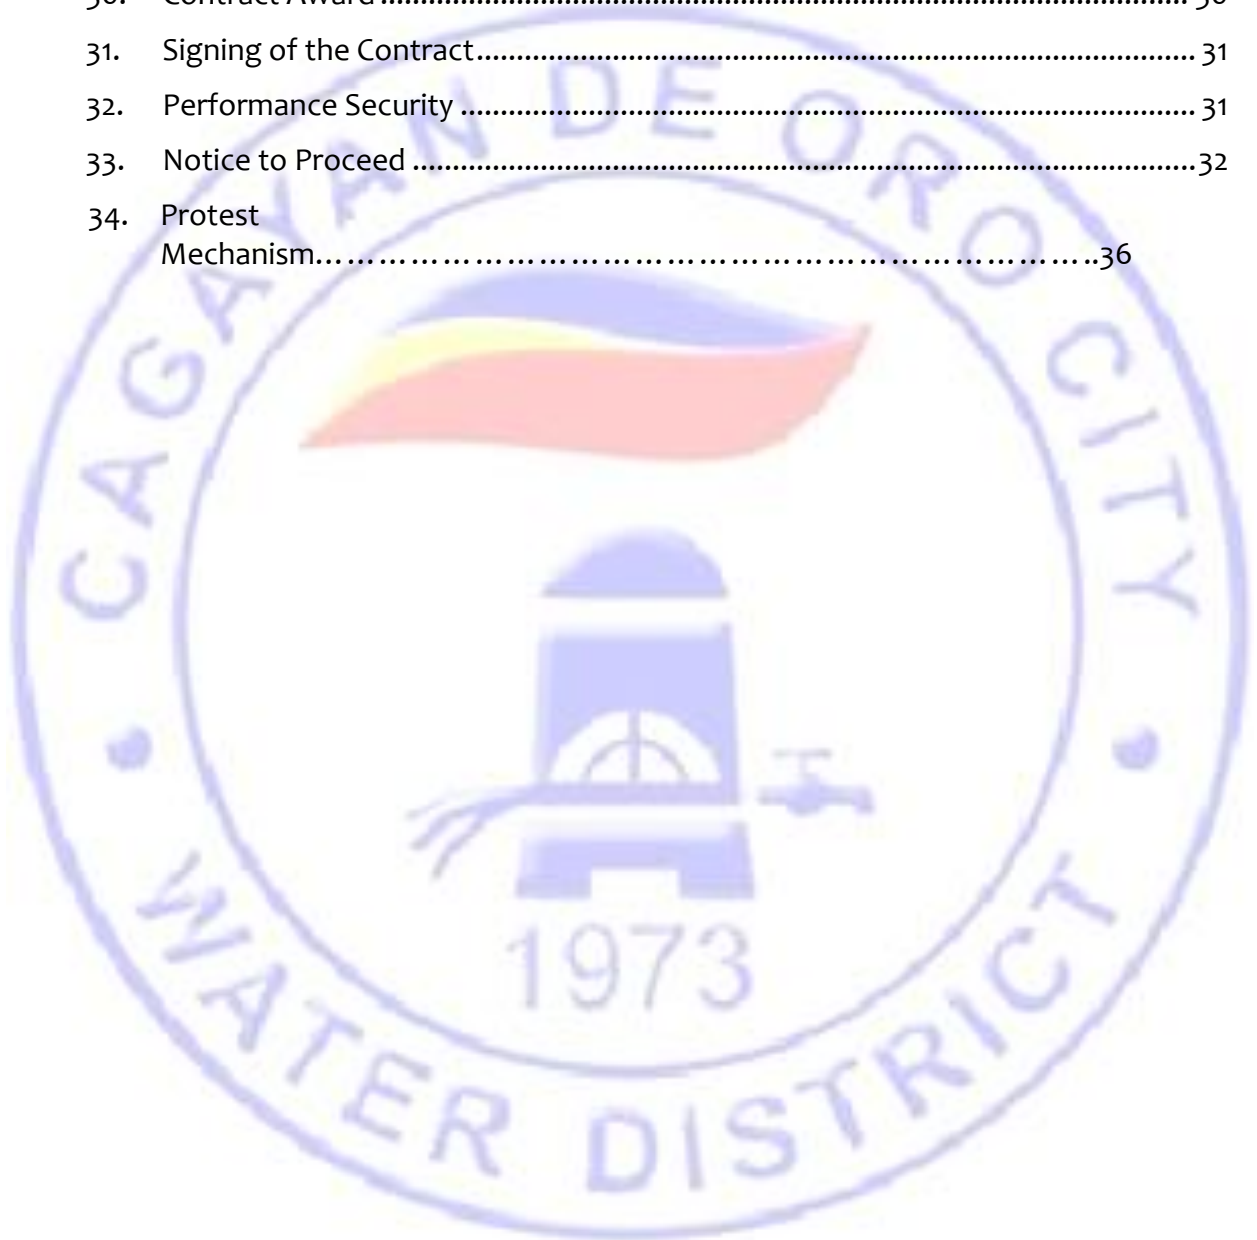 30. Contract Award........................................................................................................ 30
31. Signing of the Contract............................................................................................ 31
32. Performance Security .............................................................................................. 31
33. Notice to Proceed ....................................................................................................32
34. Protest
Mechanism………………………………………………………………..36
CAGAYAN DE ORO CITY
1973
WATER DISTRICT